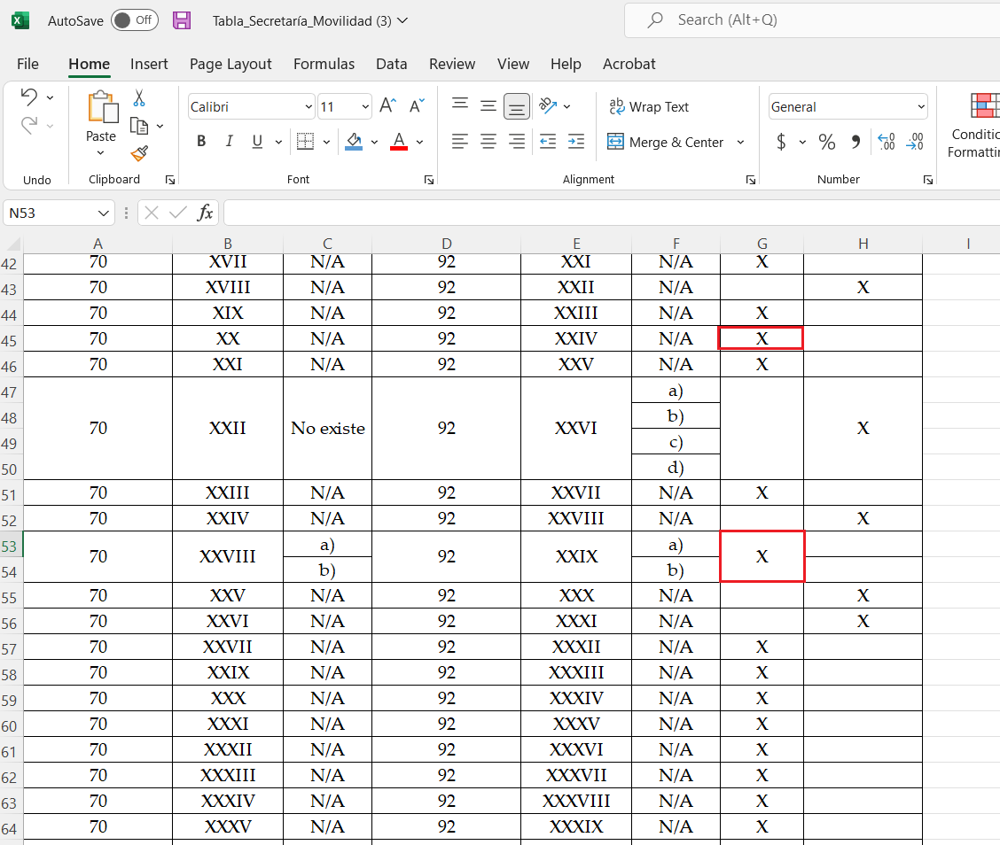 AutoSave Off Tabla_Secretaría_Movilidad (3) Search (Alt+Q)
File Home Insert Page Layout Formulas Data Review View Help Acrobat
Calibri 11 Wrap Text General
Paste B I U Merge & Center $ % Conditio
Formattin
Undo Clipboard Font Alignment Number
N53 fx
A B C D E F G H I
42 70 XVII N/A 92 XXI N/A X
43 70 XVIII N/A 92 XXII N/A X
44 70 XIX N/A 92 XXIII N/A X
45 70 XX N/A 92 XXIV N/A X
46 70 XXI N/A 92 XXV N/A X
47 a)
48 b)
70 XXII No existe 92 XXVI X
49 c)
50 d)
51 70 XXIII N/A 92 XXVII N/A X
52 70 XXIV N/A 92 XXVIII N/A X
53 a) a)
70 XXVIII 92 XXIX X
54 b) b)
55 70 XXV N/A 92 XXX N/A X
56 70 XXVI N/A 92 XXXI N/A X
57 70 XXVII N/A 92 XXXII N/A X
58 70 XXIX N/A 92 XXXIII N/A X
59 70 XXX N/A 92 XXXIV N/A X
60 70 XXXI N/A 92 XXXV N/A X
61 70 XXXII N/A 92 XXXVI N/A X
62 70 XXXIII N/A 92 XXXVII N/A X
63 70 XXXIV N/A 92 XXXVIII N/A X
64 70 XXXV N/A 92 XXXIX N/A X